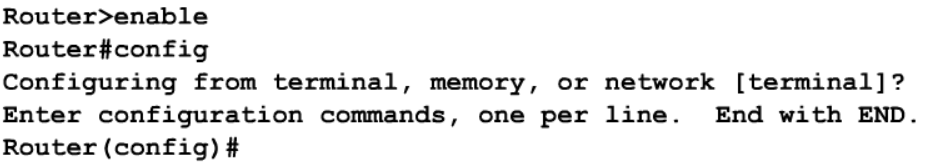 Router>enable
Router#config
Configuring from terminal, memory, or network [terminal]?
Enter configuration commands, one per line.  End with END.
Router(config)#